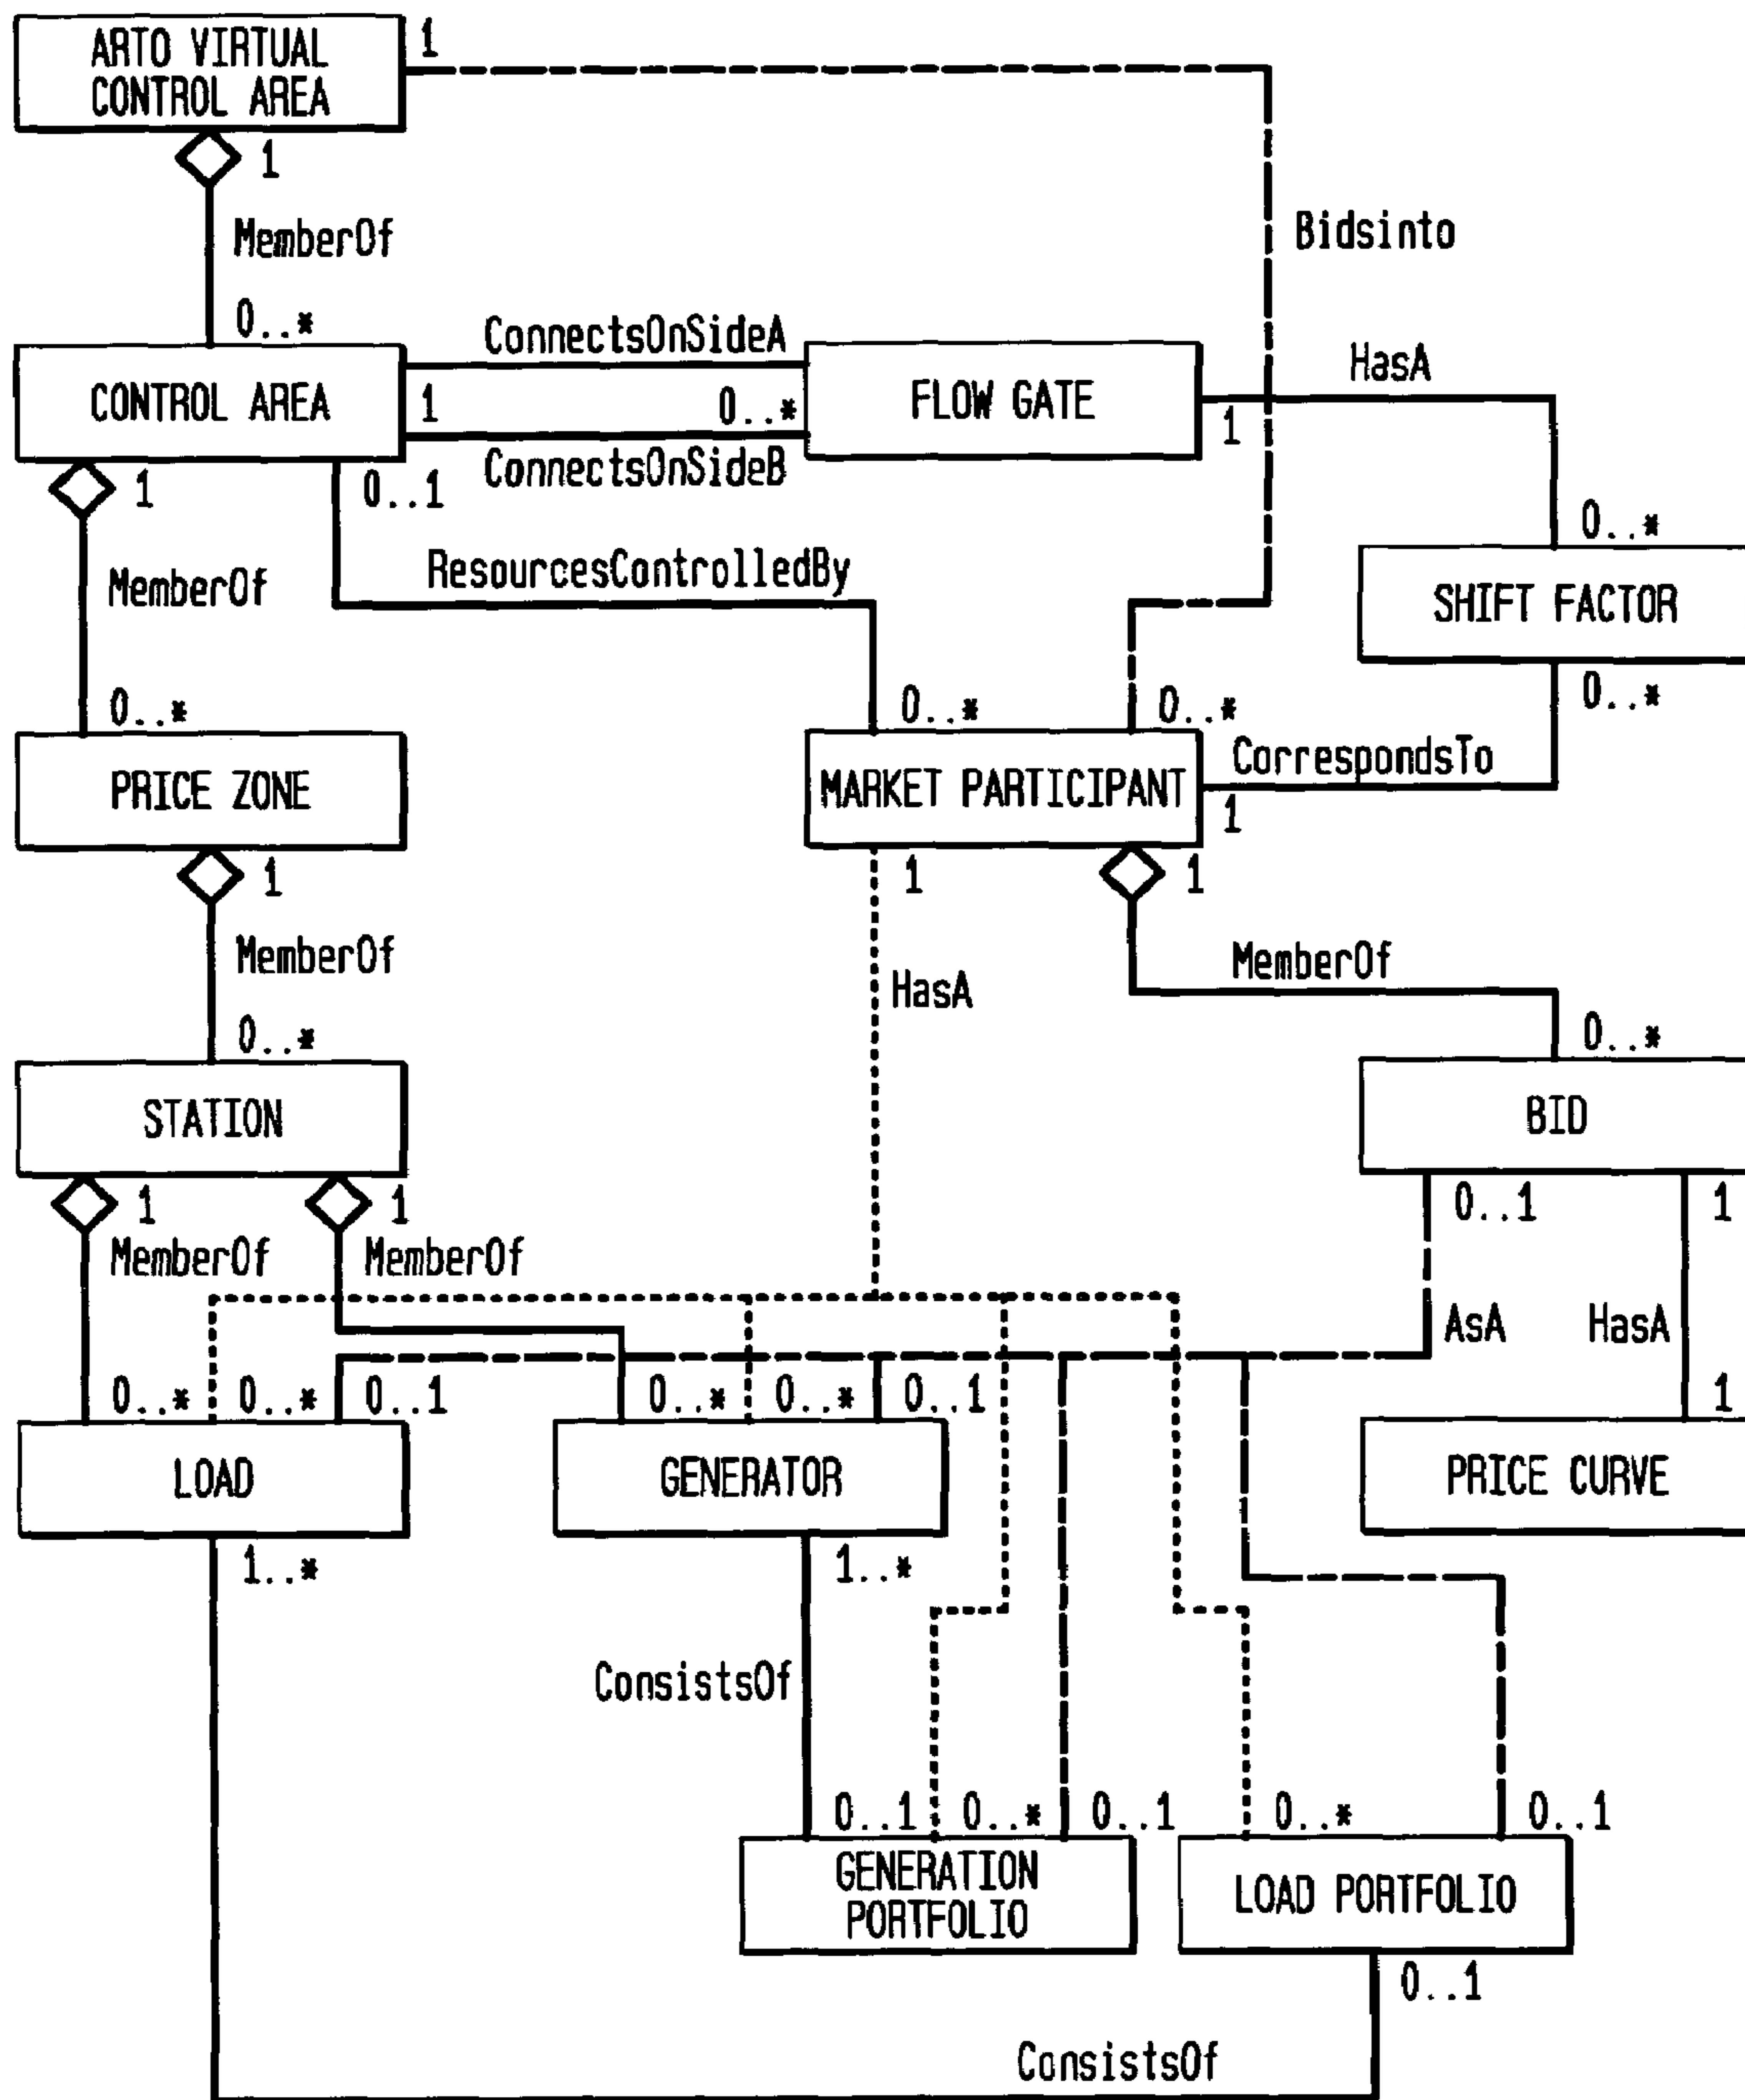 ARTO VIRTUAL
CONTROL AREA
1
1
MemberOf
Bidsinto
0..*
ConnectsOnSideA
HasA
CONTROL AREA
1
0..*
FLOW GATE
1
ConnectsOnSideB
1
0..1
0..*
MemberOf
ResourcesControlledBy
SHIFT FACTOR
0..*
0..*
0..*
0..*
CorrespondsTo
PRICE ZONE
MARKET PARTICIPANT
1
1
1
1
MemberOf
HasA
MemberOf
0..*
0..*
STATION
BID
1
1
0..1
1
MemberOf
MemberOf
AsA
HasA
0..*
0..*
0..1
0..*
0..*
0..1
1
LOAD
GENERATOR
PRICE CURVE
1..*
1..*
ConsistsOf
0..1
0..*
0..1
0..*
0..1
GENERATION
PORTFOLIO
LOAD PORTFOLIO
0..1
ConsistsOf